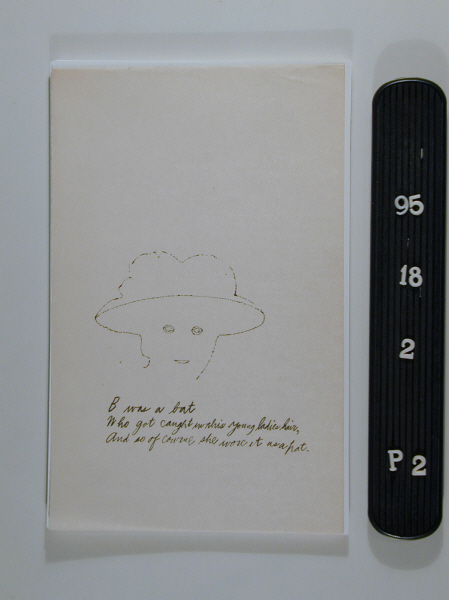 B was a bat
Who got caught in this young ladies hair,
And so of course she wore it as a hat.
95
18
2
P 2